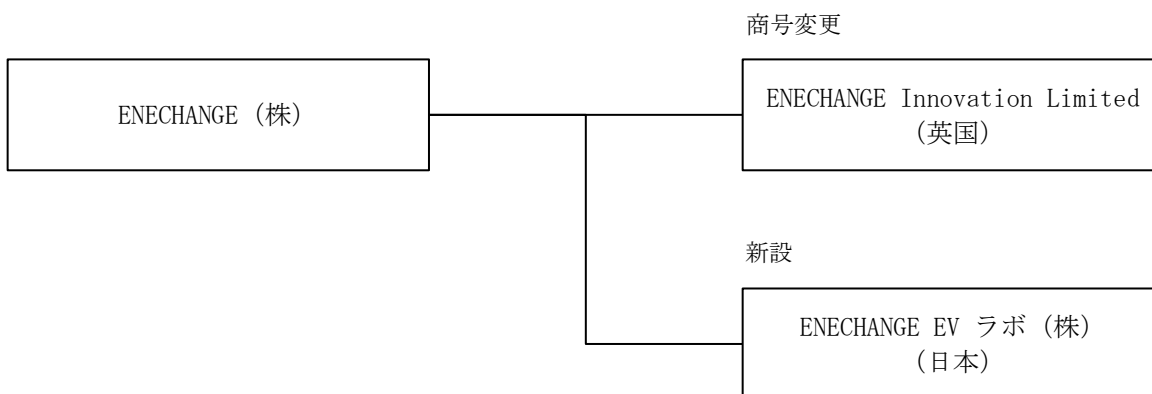 商号変更
ENECHANGE（株）
ENECHANGE Innovation Limited
（英国）
新設
ENECHANGE EV ラボ（株）
（日本）